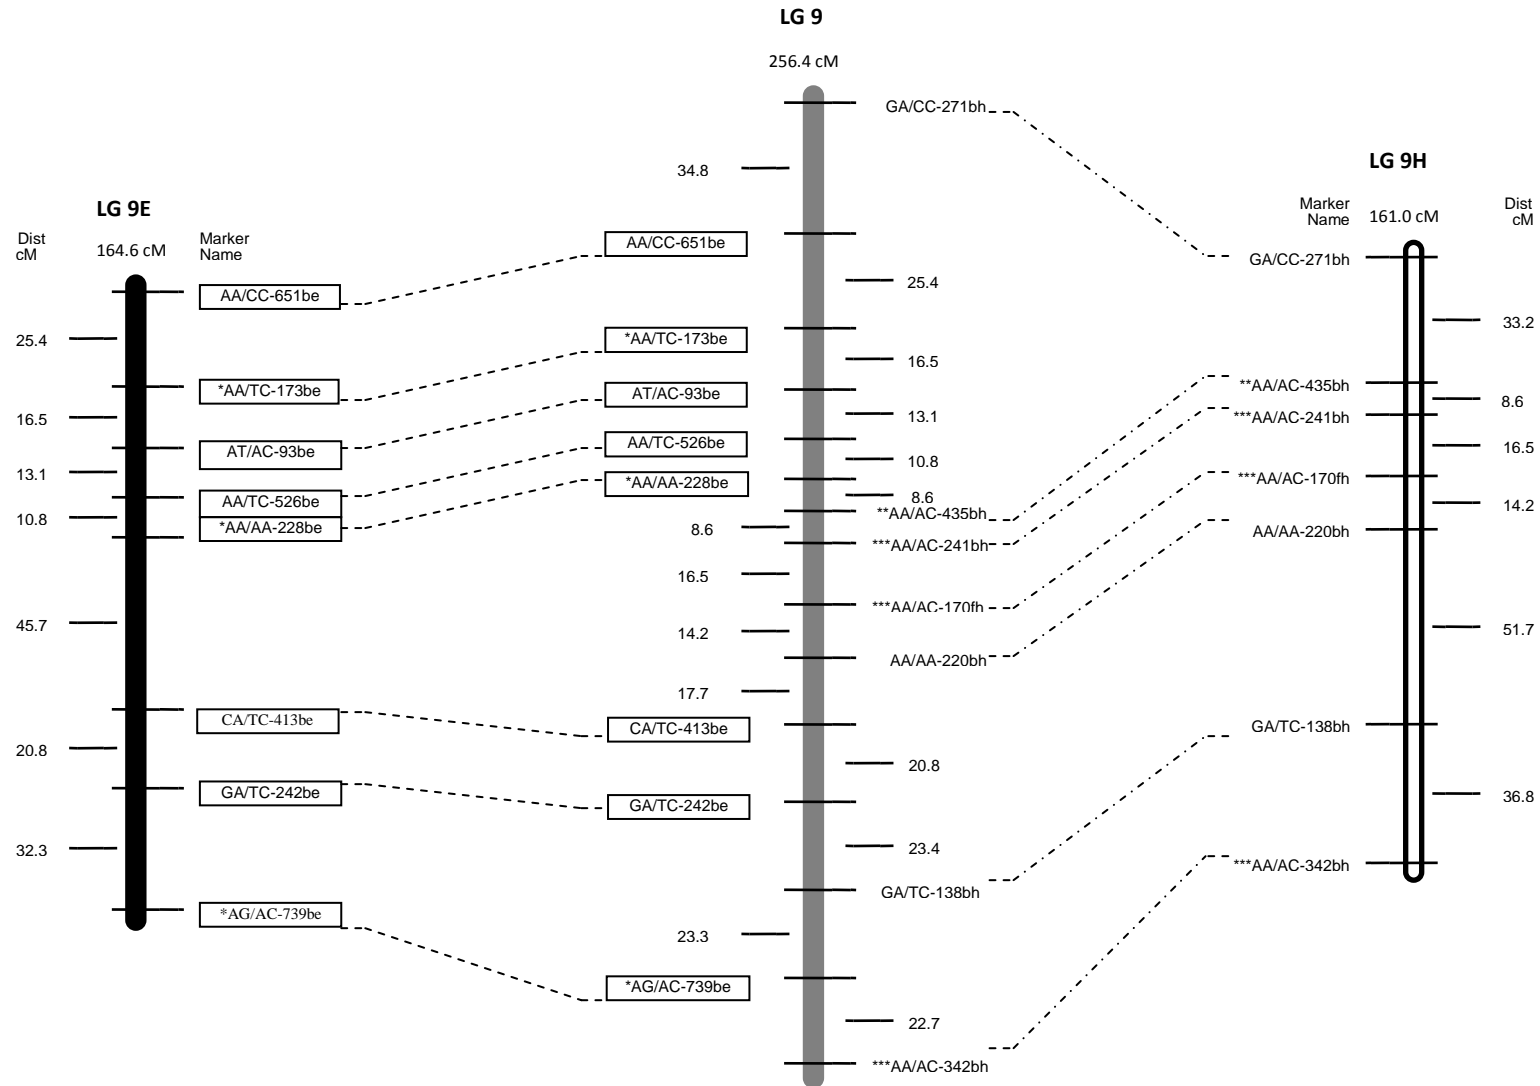 LG 9
256.4 cM
GA/CC-271bh
34.8
AA/CC-651be
25.4
*AA/TC-173be
16.5
AT/AC-93be
13.1
AA/TC-526be
10.8
*AA/AA-228be
8.6
**AA/AC-435bh
8.6
***AA/AC-241bh
16.5
***AA/AC-170fh
14.2
AA/AA-220bh
17.7
CA/TC-413be
20.8
GA/TC-242be
23.4
GA/TC-138bh
23.3
*AG/AC-739be
22.7
***AA/AC-342bh
LG 9E
Dist
cM
164.6 cM
Marker
Name
AA/CC-651be
25.4
*AA/TC-173be
16.5
AT/AC-93be
13.1
AA/TC-526be
10.8
*AA/AA-228be
45.7
CA/TC-413be
20.8
GA/TC-242be
32.3
*AG/AC-739be
LG 9H
Marker
Name
161.0 cM
Dist
cM
GA/CC-271bh
33.2
**AA/AC-435bh
8.6
***AA/AC-241bh
16.5
***AA/AC-170fh
14.2
AA/AA-220bh
51.7
GA/TC-138bh
36.8
***AA/AC-342bh